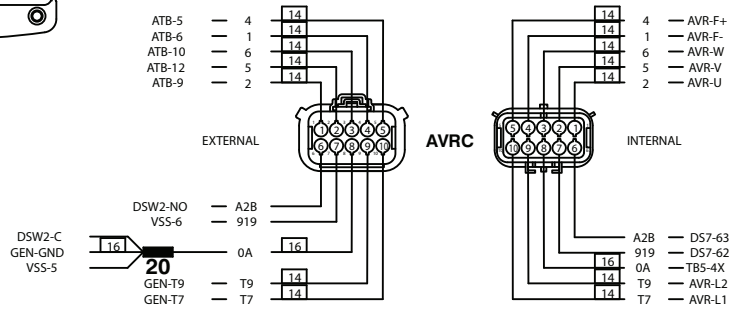 ATB-5 — 4 14
ATB-6 — 1 14
ATB-10 — 6 14
ATB-12 — 5 14
ATB-9 — 2 14
14 4 — AVR-F+
14 1 — AVR-F-
14 6 — AVR-W
14 5 — AVR-V
14 2 — AVR-U
EXTERNAL
1 2 3 4 5
6 7 8 9 10
AVRC
5 4 3 2 1
10 9 8 7 6
INTERNAL
DSW2-NO — A2B
VSS-6 — 919
DSW2-C
GEN-GND 16 0A 16
VSS-5
20
GEN-T9 — T9 14
GEN-T7 — T7 14
A2B — DS7-63
919 — DS7-62
16 0A — TB5-4X
14 T9 — AVR-L2
14 T7 — AVR-L1